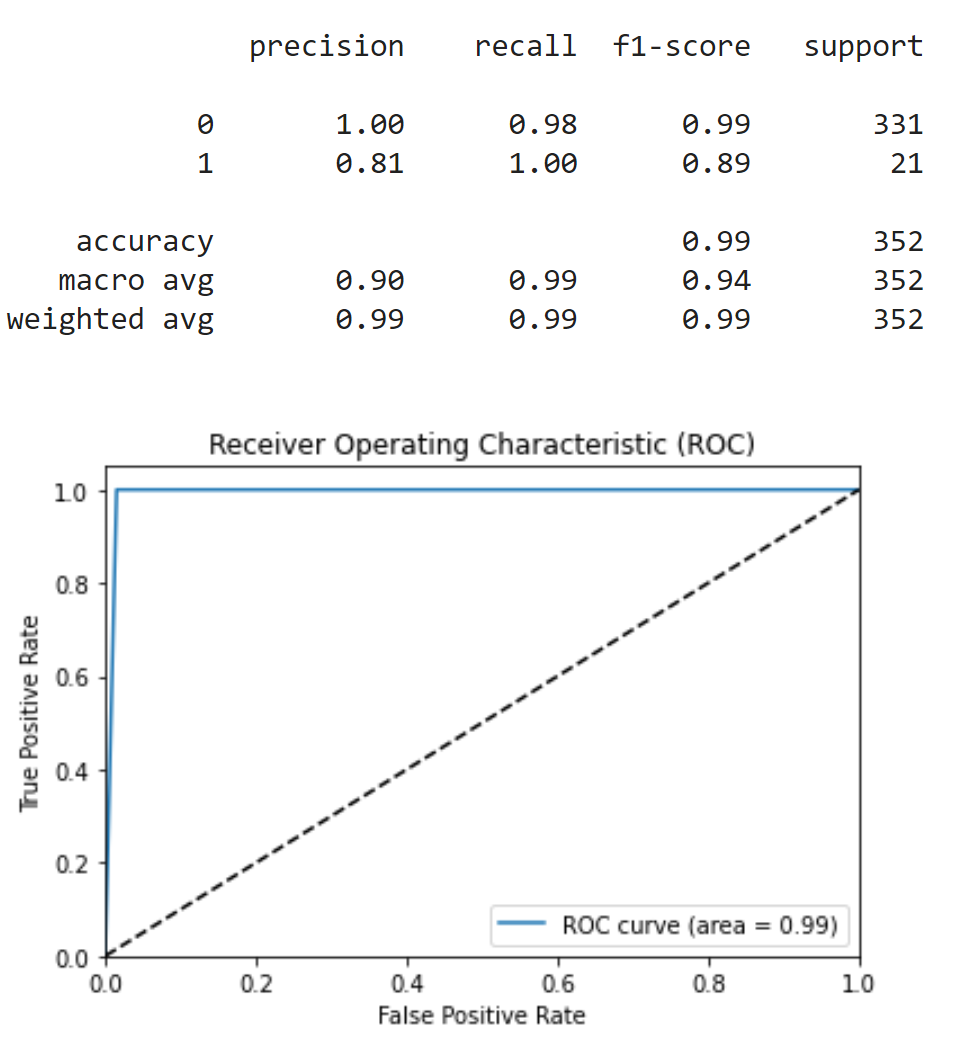 precision recall f1-score support
0 1.00 0.98 0.99 331
1 0.81 1.00 0.89 21
accuracy 0.99 352
macro avg 0.90 0.99 0.94 352
weighted avg 0.99 0.99 0.99 352
Receiver Operating Characteristic (ROC)
1.0
0.8
0.6
0.4
0.2
0.0
True Positive Rate
ROC curve (area = 0.99)
0.0 0.2 0.4 0.6 0.8 1.0
False Positive Rate